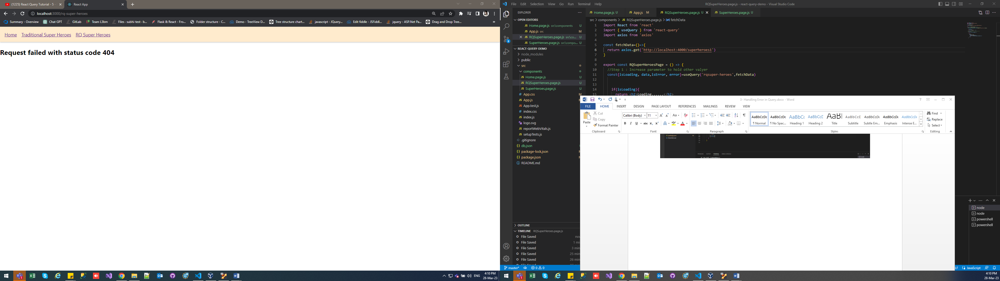 (1225) React Query Tutorial - 5 -
React App
localhost:3000/rq-super-heroes
Summary - Overview
Chat GPT
GitLab
Team L3bm
Files · subhi-test · b...
Flask & React - Fro...
Folder structure - C...
Demo - TreeView D...
Tree structure chart...
javascript - JQuery...
Edit fiddle - JSFiddl...
jquery - ASP.Net Pa...
Drag and Drop Tree...
»
Home Traditional Super Heroes RQ Super Heroes
Request failed with status code 404
ENG
4:10 PM
28-Mar-23
File Edit Selection View Go Run Terminal Help
RQSuperHeroes.page.js - react-query-demo - Visual Studio Code
EXPLORER
OPEN EDITORS
Home.page.js src\components U
App.js src M
RQSuperHeroes.page.js src\co... U
SuperHeroes.page.js src\compo... U
REACT-QUERY-DEMO
node_modules
public
src
components
Home.page.js U
RQSuperHeroes.page.js U
SuperHeroes.page.js U
App.css M
App.js
App.test.js
index.css
index.js
logo.svg
reportWebVitals.js
setupTests.js
.gitignore
db.json
package-lock.json
package.json
README.md
OUTLINE
TIMELINE RQSuperHeroes.page.js
File Saved now
File Saved 1 min
File Saved 3 min
File Saved 25 min
File Saved 26 min
master* 0 0
Home.page.js U
App.js M
RQSuperHeroes.page.js U
SuperHeroes.page.js U
src > components > RQSuperHeroes.page.js > fetchData
1 import React from 'react'
2 import { useQuery } from 'react-query'
3 import axios from 'axios'
4
5 const fetchData=()=>{
6 return axios.get('http://localhost:4000/superheroes1')
7 }
8
9 export const RQSuperHeroesPage = () => {
10 //Step 1 : Increase parameter to hold other valyer
11 const{isLoading, data,isError, error}=useQuery('rqsuper-heroes',fetchData)
12
13
14 if(isLoading){
15 return <h2>Loading......</h2>
3- Handling Error in Query.docx - Word
FILE HOME INSERT DESIGN PAGE LAYOUT REFERENCES MAILINGS REVIEW VIEW
Paste
Cut
Copy
Format Painter
Clipboard
Calibri (Body) 11
Font
Paragraph
AaBbCcDc ¶ Normal
AaBbCcDc ¶ No Spac...
AaBbCc Heading 1
AaBbCcD Heading 2
AaBl Title
AaBbCcD Subtitle
AaBbCcDc Subtle Em...
AaBbCcDc Emphasis
AaBbCcDc Intense E...
Styles
Find
Replace
Select
Editing
node
node
powershell
powershell
LF JavaScript
ENG
4:10 PM
28-Mar-23